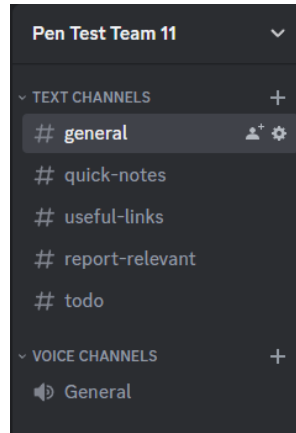 Pen Test Team 11
TEXT CHANNELS
# general
# quick-notes
# useful-links
# report-relevant
# todo
VOICE CHANNELS
General